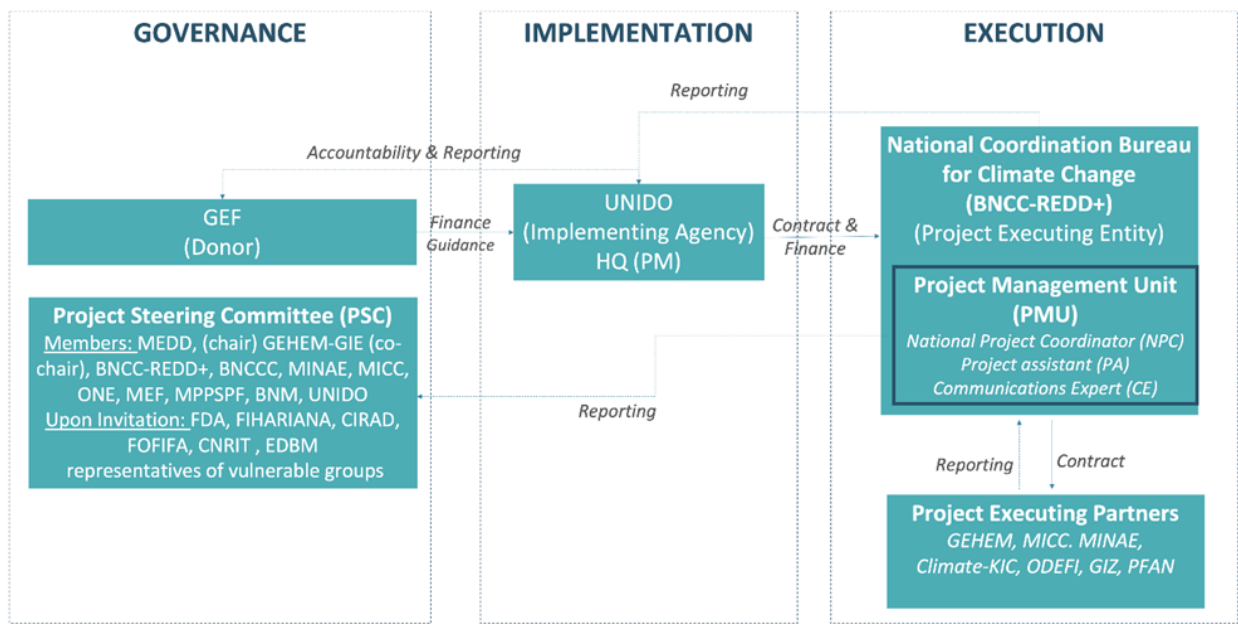 GOVERNANCE
IMPLEMENTATION
EXECUTION
Reporting
Accountability & Reporting
GEF
(Donor)
Finance
Guidance
UNIDO
(Implementing Agency)
HQ (PM)
Contract &
Finance
National Coordination Bureau
for Climate Change
(BNCC-REDD+)
(Project Executing Entity)
Project Management Unit
(PMU)
National Project Coordinator (NPC)
Project assistant (PA)
Communications Expert (CE)
Project Steering Committee (PSC)
Members: MEDD, (chair) GEHEM-GIE (co-
chair), BNCC-REDD+, BNCCC, MINAE, MICC,
ONE, MEF, MPPSPF, BNM, UNIDO
Upon Invitation: FDA, FIHARIANA, CIRAD,
FOFIFA, CNRIT , EDBM
representatives of vulnerable groups
Reporting
Reporting
Contract
Project Executing Partners
GEHEM, MICC. MINAE,
Climate-KIC, ODEFI, GIZ, PFAN